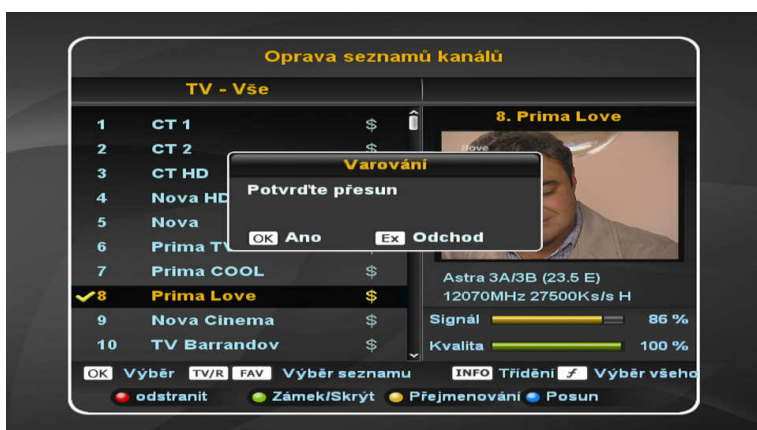 Oprava seznamů kanálů
TV - Vše
1 CT 1 $
2 CT 2 $
3 CT HD
4 Nova HD
5 Nova
6 Prima TV
7 Prima COOL $
8 Prima Love $
9 Nova Cinema $
10 TV Barrandov $
8. Prima Love
love
Varování
Potvrďte přesun
OK Ano Ex Odchod
Astra 3A/3B (23.5 E)
12070MHz 27500Ks/s H
Signál 86 %
Kvalita 100 %
OK Výběr TV/R FAV Výběr seznamu INFO Třídění f Výběr všeho
odstranit Zámek/Skrýt Přejmenování Posun